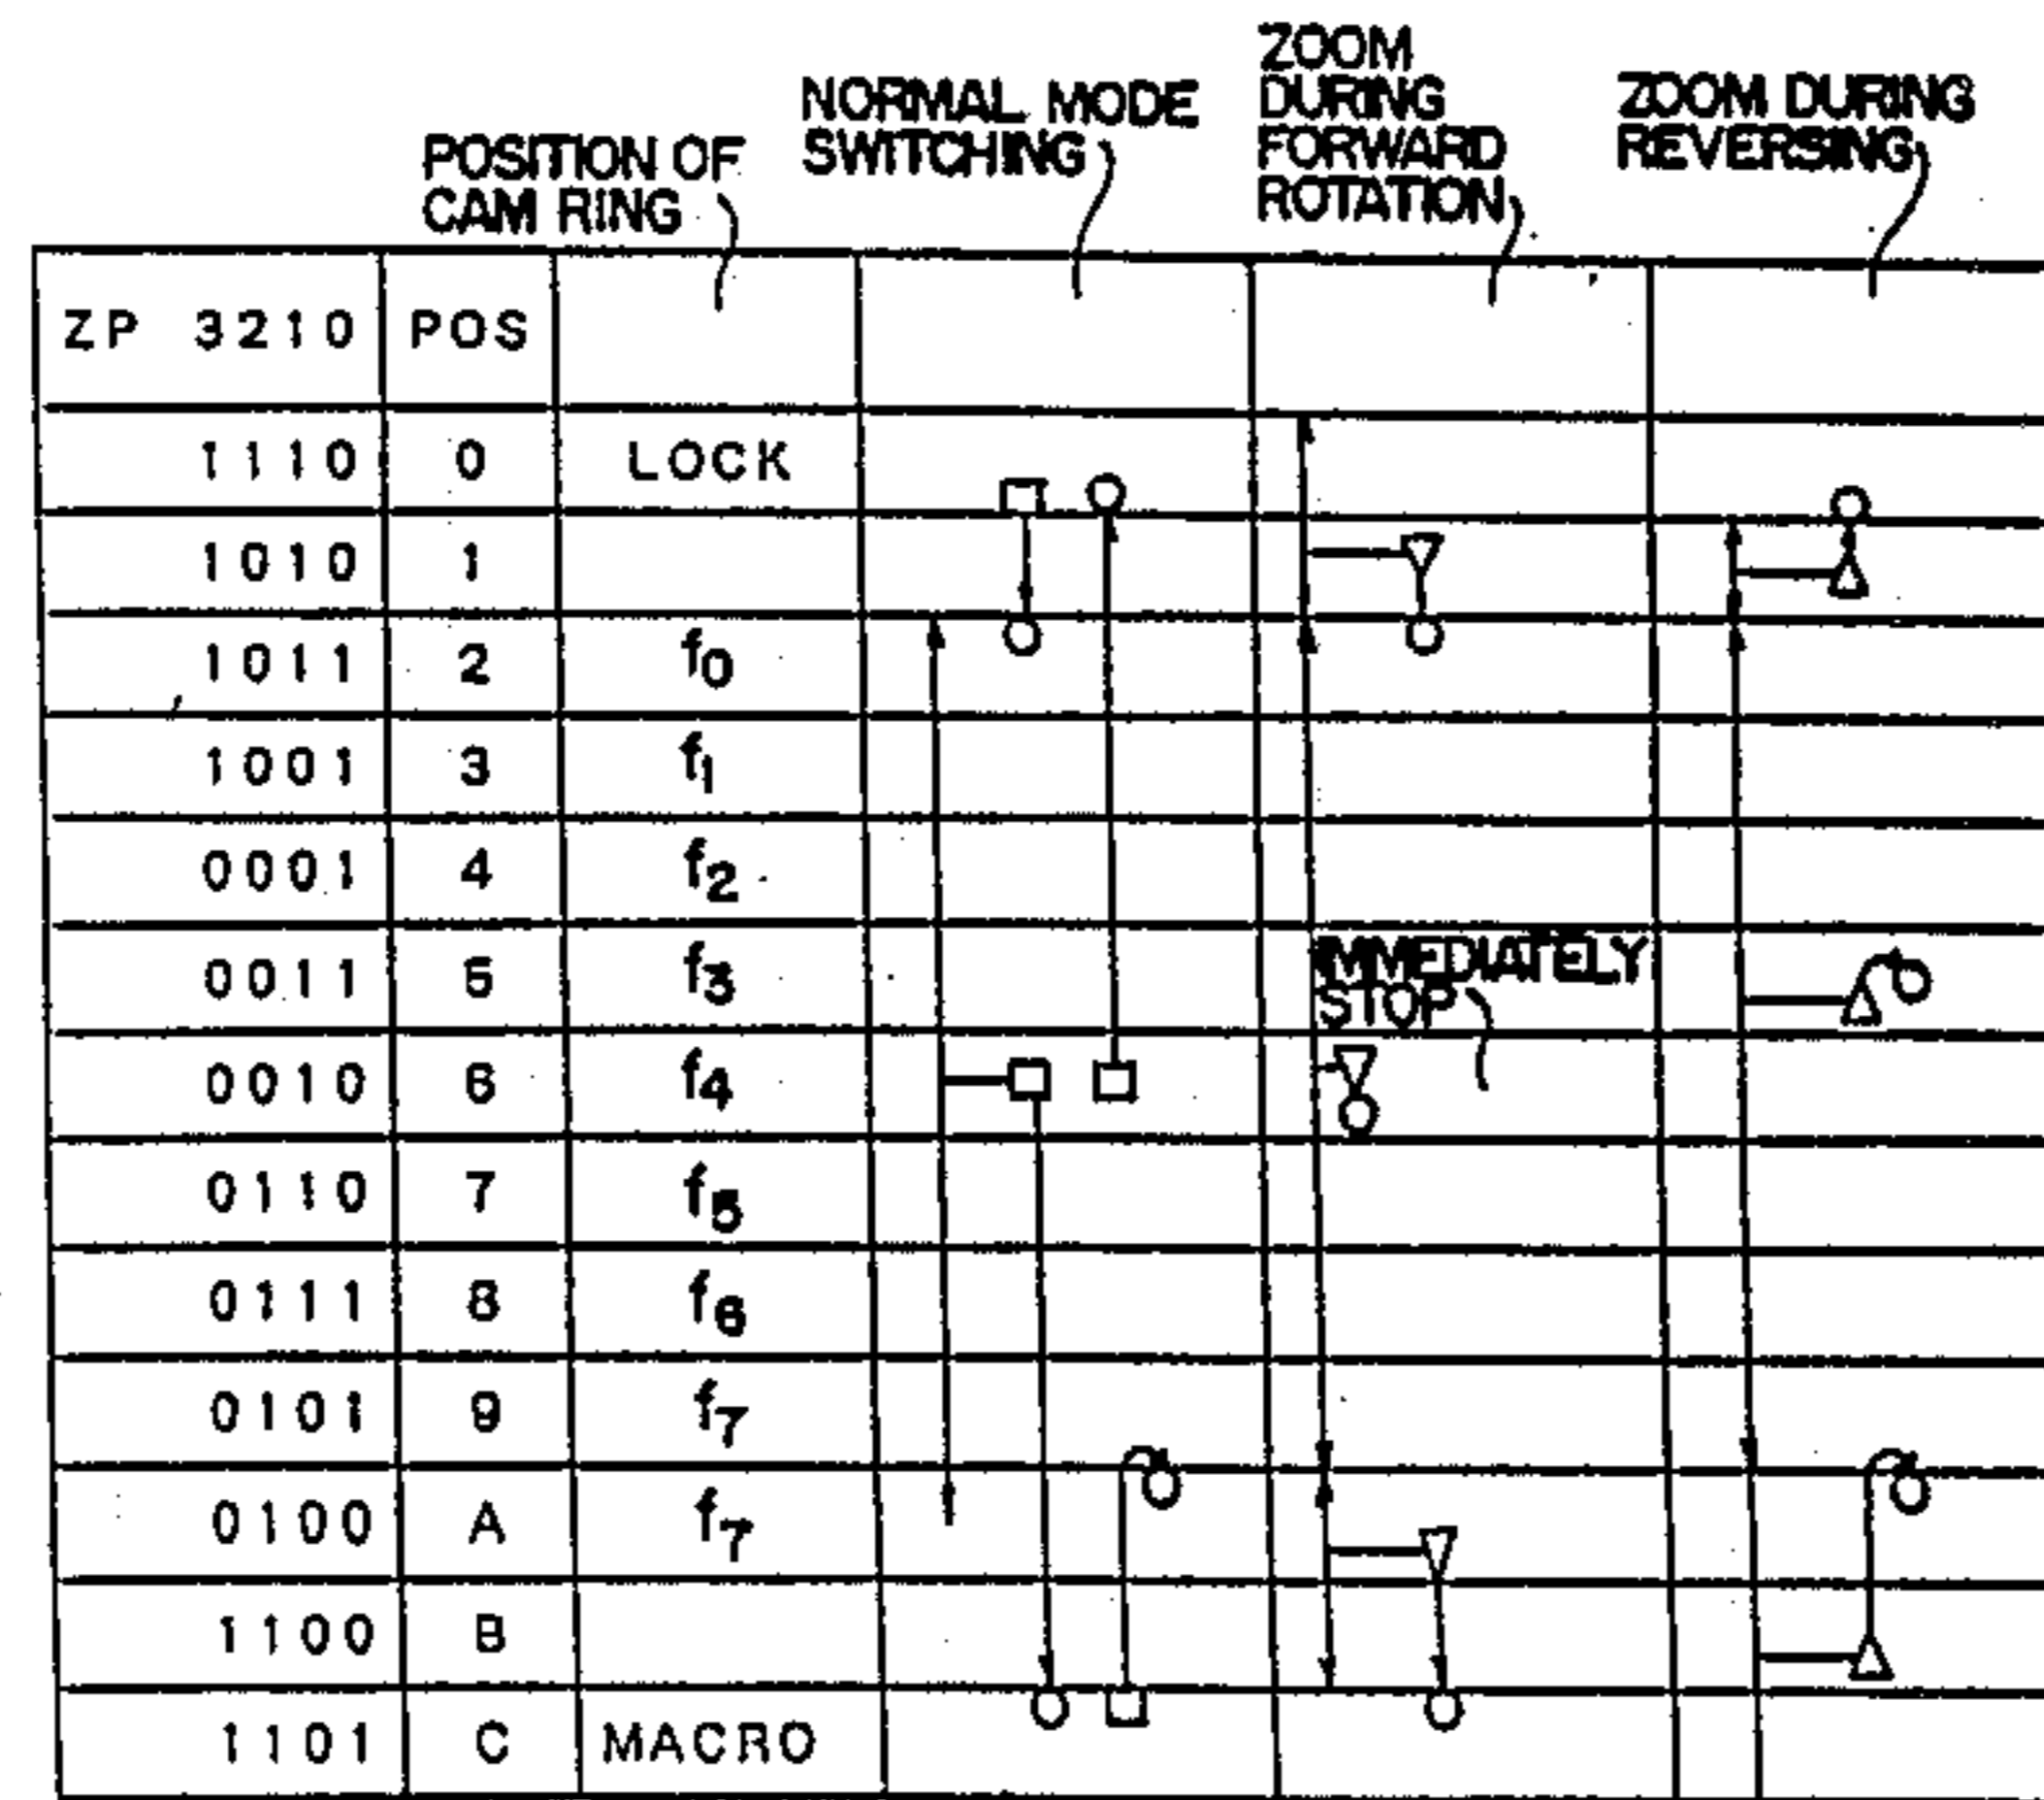 POSITION OF
CAM RING
NORMAL MODE
SWITCHING
ZOOM
DURING
FORWARD
ROTATION
ZOOM DURING
REVERSING
ZP 3210 POS
1110 0 LOCK
1010 1
1011 2 f0
1001 3 f1
0001 4 f2
0011 5 f3
IMMEDIATELY
STOP
0010 6 f4
0110 7 f5
0111 8 f6
0101 9 f7
0100 A f7
1100 B
1101 C MACRO